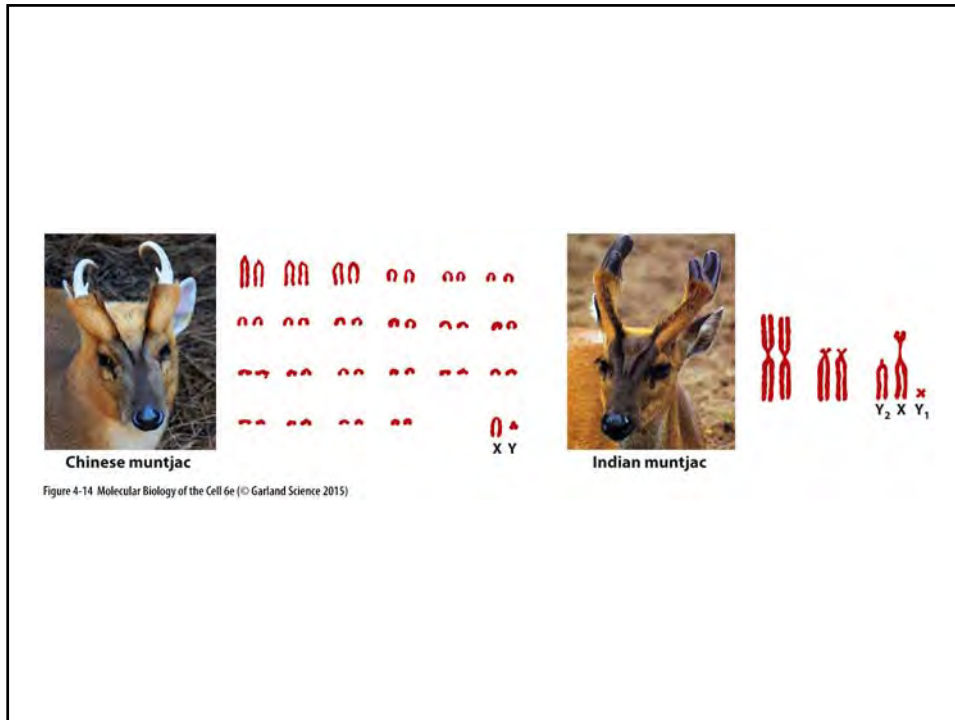 X Y
Y₂ X Y₁
Chinese muntjac
Indian muntjac
Figure 4-14 Molecular Biology of the Cell 6e (© Garland Science 2015)